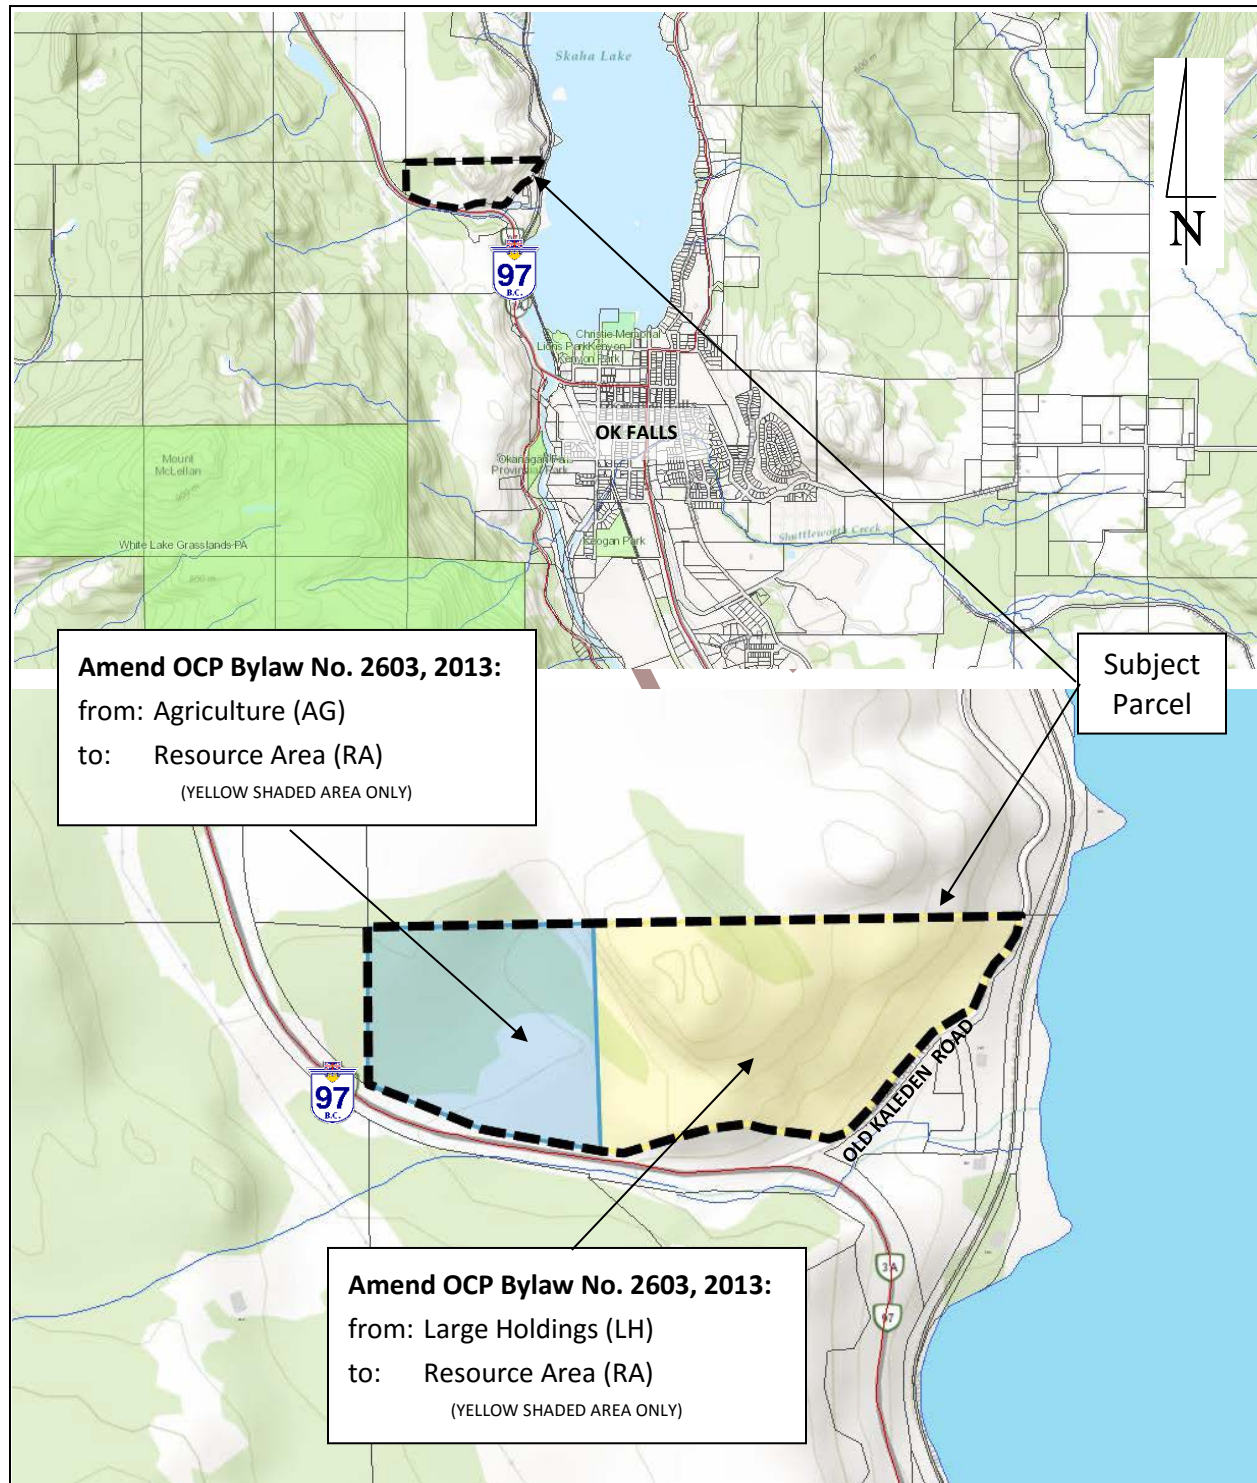 Skaha Lake
600 m
N
97
B.C.
Christie Memorial
Lions Park Kenyon
Kenyon Park
OK FALLS
Mount
McLellan
Provincial Park
Shuttleworth Creek
Keogan Park
White Lake Grasslands PA
Amend OCP Bylaw No. 2603, 2013:
from: Agriculture (AG)
to: Resource Area (RA)
(YELLOW SHADED AREA ONLY)
Subject
Parcel
OLD KALEDEN ROAD
97
B.C.
Amend OCP Bylaw No. 2603, 2013:
from: Large Holdings (LH)
to: Resource Area (RA)
(YELLOW SHADED AREA ONLY)
3A
97